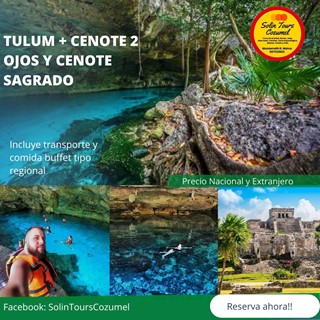 TULUM + CENOTE 2
OJOS Y CENOTE
SAGRADO
Solin Tours
Cozumel
Incluye transporte y
comida buffet tipo
regional
Precio Nacional y Extranjero
Facebook: SolinToursCozumel
Reserva ahora!!